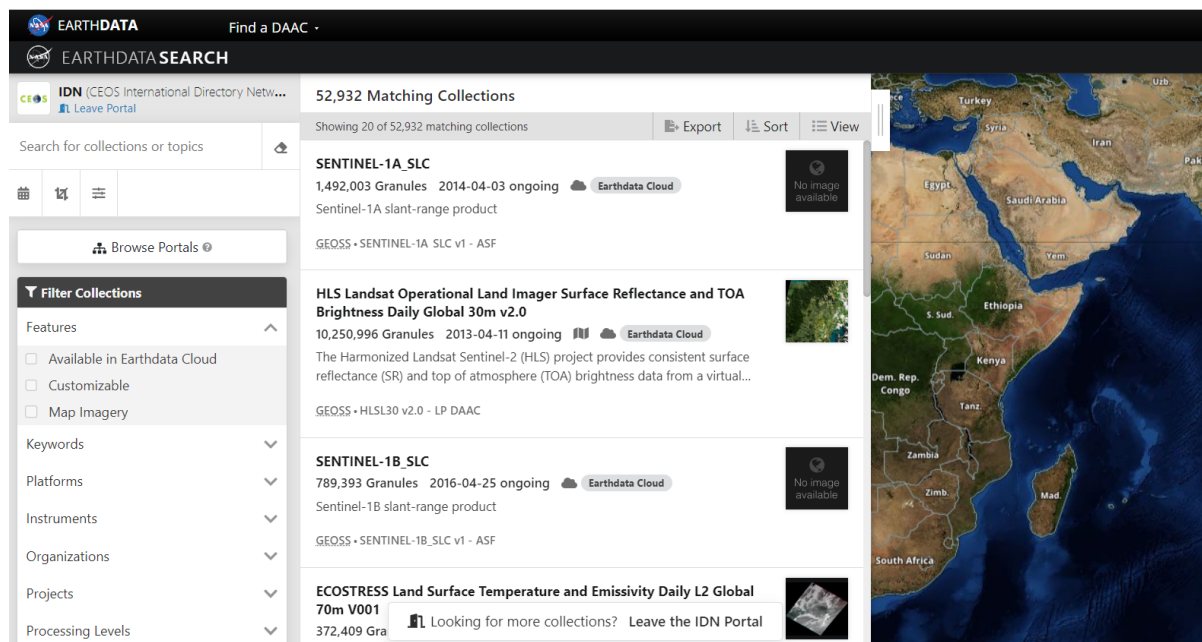 EARTHDATA
Find a DAAC
EARTHDATA SEARCH
CEOS
IDN (CEOS International Directory Netw...
Leave Portal
Search for collections or topics
Browse Portals
Filter Collections
Features
Available in Earthdata Cloud
Customizable
Map Imagery
Keywords
Platforms
Instruments
Organizations
Projects
Processing Levels
52,932 Matching Collections
Showing 20 of 52,932 matching collections
Export
Sort
View
SENTINEL-1A_SLC
1,492,003 Granules 2014-04-03 ongoing Earthdata Cloud
Sentinel-1A slant-range product
GEOSS • SENTINEL-1A_SLC v1 - ASF
No image
available
HLS Landsat Operational Land Imager Surface Reflectance and TOA
Brightness Daily Global 30m v2.0
10,250,996 Granules 2013-04-11 ongoing Earthdata Cloud
The Harmonized Landsat Sentinel-2 (HLS) project provides consistent surface
reflectance (SR) and top of atmosphere (TOA) brightness data from a virtual...
GEOSS • HLSL30 v2.0 - LP DAAC
SENTINEL-1B_SLC
789,393 Granules 2016-04-25 ongoing Earthdata Cloud
Sentinel-1B slant-range product
GEOSS • SENTINEL-1B_SLC v1 - ASF
No image
available
ECOSTRESS Land Surface Temperature and Emissivity Daily L2 Global
70m V001
372,409 Gra
Looking for more collections? Leave the IDN Portal
Uzb.
ece
Turkey
Syria
Iran
Pak
Egypt
Saudi Arabia
Sudan
Yem.
Ethiopia
S. Sud.
Kenya
Dem. Rep.
Congo
Tanz.
Zambia
Zimb.
Mad.
South Africa